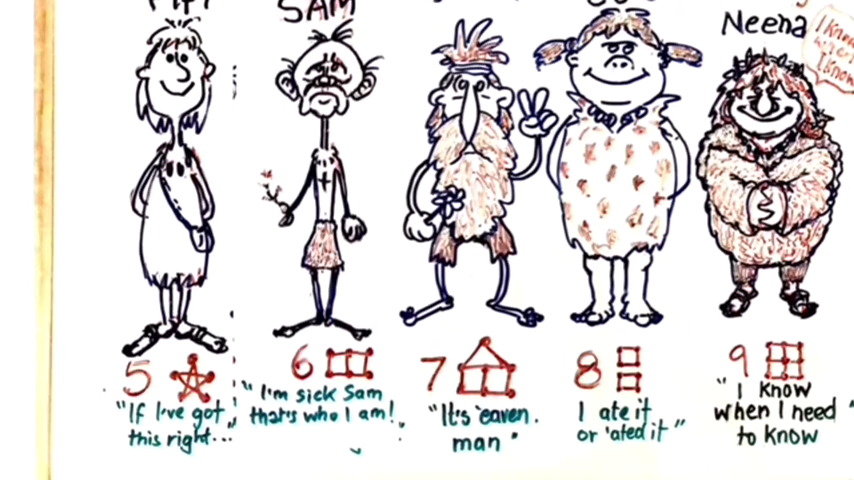 SAM
Neena
I know
I know
5
"If I've got
this right..."
6
"I'm sick Sam
that's who I am!"
7
"It's 'eaven.
man"
8
I ate it
or 'ated it"
9
"I know
when I need"
to know